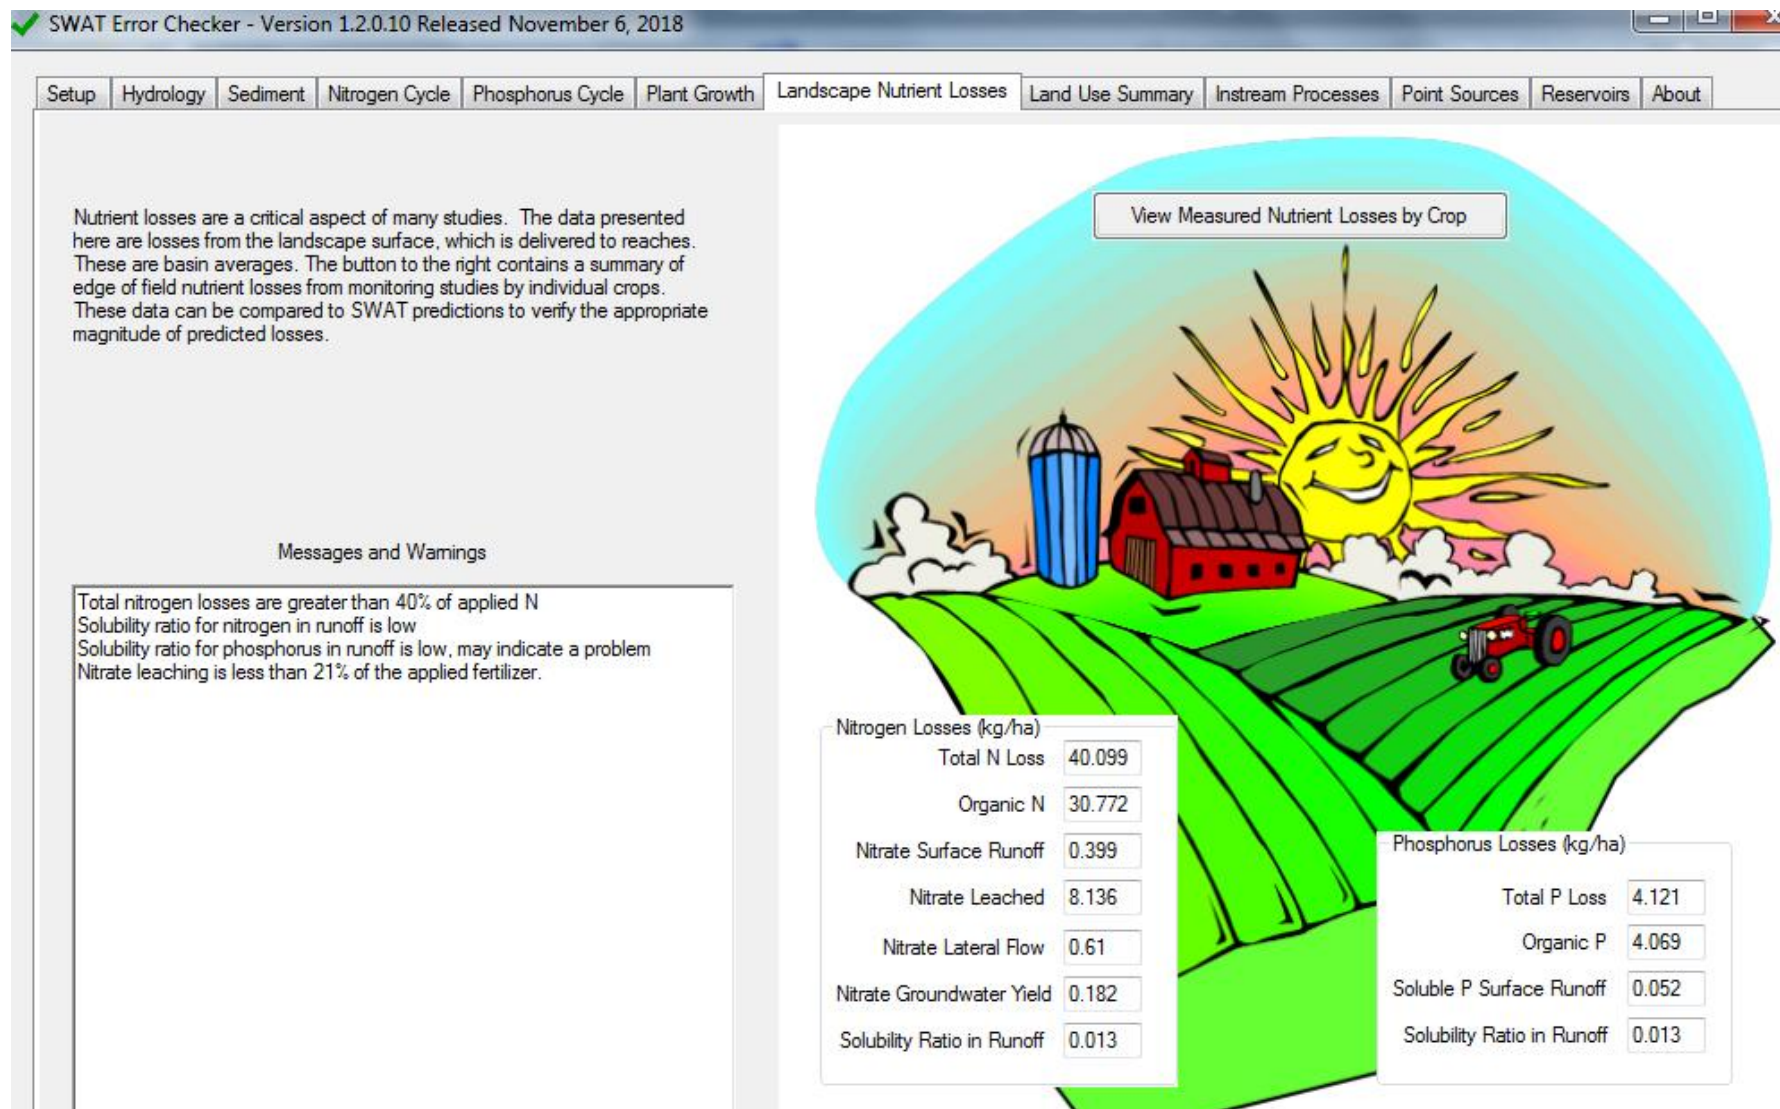 SWAT Error Checker - Version 1.2.0.10 Released November 6, 2018
Setup Hydrology Sediment Nitrogen Cycle Phosphorus Cycle Plant Growth Landscape Nutrient Losses Land Use Summary Instream Processes Point Sources Reservoirs About
Nutrient losses are a critical aspect of many studies. The data presented
here are losses from the landscape surface, which is delivered to reaches.
These are basin averages. The button to the right contains a summary of
edge of field nutrient losses from monitoring studies by individual crops.
These data can be compared to SWAT predictions to verify the appropriate
magnitude of predicted losses.
View Measured Nutrient Losses by Crop
Messages and Warnings
Total nitrogen losses are greater than 40% of applied N
Solubility ratio for nitrogen in runoff is low
Solubility ratio for phosphorus in runoff is low, may indicate a problem
Nitrate leaching is less than 21% of the applied fertilizer.
Nitrogen Losses (kg/ha)
Total N Loss 40.099
Organic N 30.772
Nitrate Surface Runoff 0.399
Nitrate Leached 8.136
Nitrate Lateral Flow 0.61
Nitrate Groundwater Yield 0.182
Solubility Ratio in Runoff 0.013
Phosphorus Losses (kg/ha)
Total P Loss 4.121
Organic P 4.069
Soluble P Surface Runoff 0.052
Solubility Ratio in Runoff 0.013